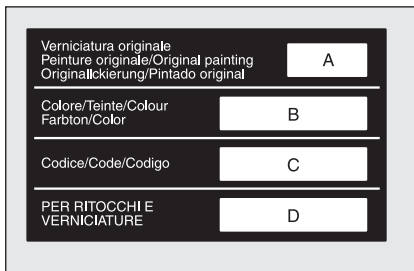 Verniciatura originale
Peinture originale/Original painting
Originallckierung/Pintado original
A
Colore/Teinte/Colour
Farbton/Color
B
Codice/Code/Codigo
C
PER RITOCCHI E
VERNICIATURE
D